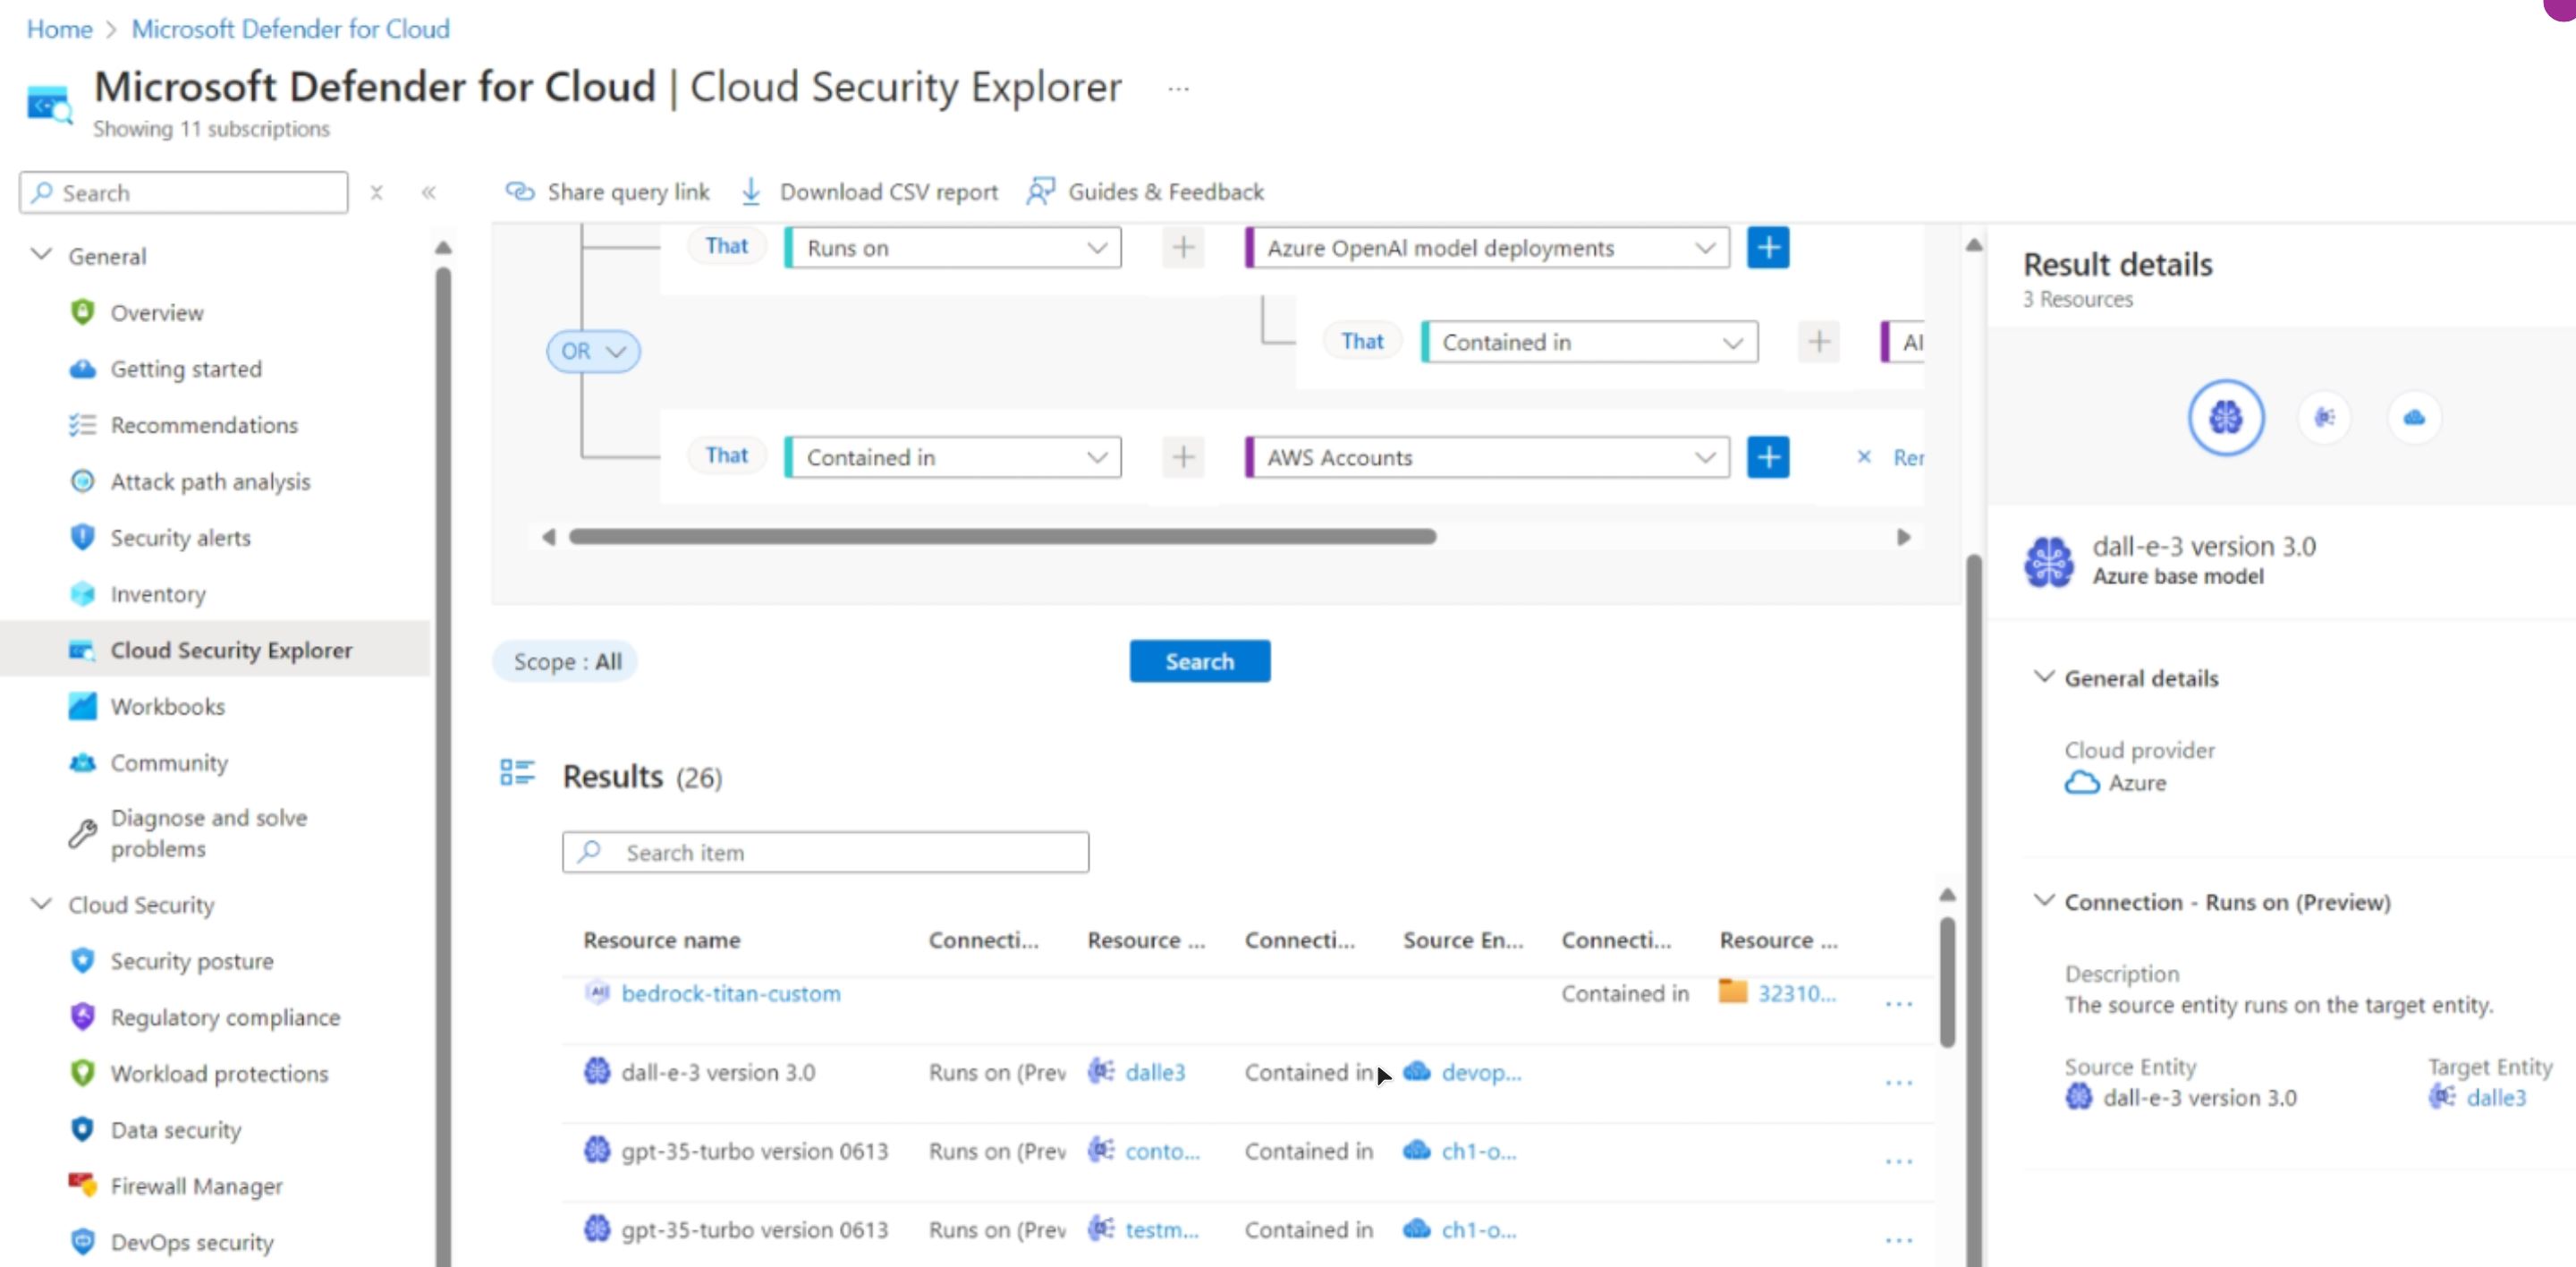 Home > Microsoft Defender for Cloud
Microsoft Defender for Cloud | Cloud Security Explorer ...
Showing 11 subscriptions
Search
General
Overview
Getting started
Recommendations
Attack path analysis
Security alerts
Inventory
Cloud Security Explorer
Workbooks
Community
Diagnose and solve
problems
Cloud Security
Security posture
Regulatory compliance
Workload protections
Data security
Firewall Manager
DevOps security
Share query link Download CSV report Guides & Feedback
That Runs on Azure OpenAI model deployments
OR
That Contained in
That Contained in AWS Accounts
Scope : All
Search
Results (26)
Search item
Resource name Connecti... Resource ... Connecti... Source En... Connecti... Resource ...
bedrock-titan-custom Contained in 32310... ...
dall-e-3 version 3.0 Runs on (Prev dalle3 Contained in devop... ...
gpt-35-turbo version 0613 Runs on (Prev conto... Contained in ch1-o... ...
gpt-35-turbo version 0613 Runs on (Prev testm... Contained in ch1-o... ...
Result details
3 Resources
dall-e-3 version 3.0
Azure base model
General details
Cloud provider
Azure
Connection - Runs on (Preview)
Description
The source entity runs on the target entity.
Source Entity Target Entity
dall-e-3 version 3.0 dalle3